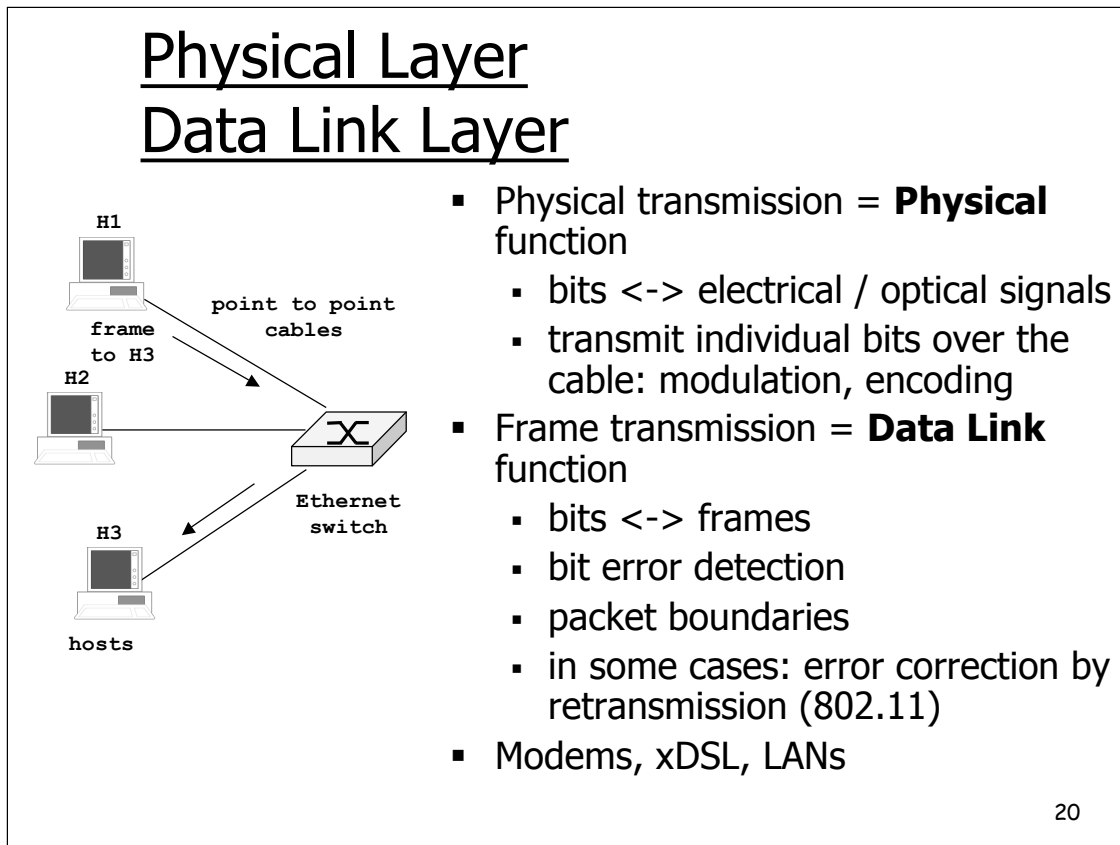 Physical Layer
Data Link Layer
H1
point to point
cables
frame
to H3
H2
Ethernet
switch
H3
hosts
▪ Physical transmission = Physical
function
▪ bits <-> electrical / optical signals
▪ transmit individual bits over the
cable: modulation, encoding
▪ Frame transmission = Data Link
function
▪ bits <-> frames
▪ bit error detection
▪ packet boundaries
▪ in some cases: error correction by
retransmission (802.11)
▪ Modems, xDSL, LANs
20